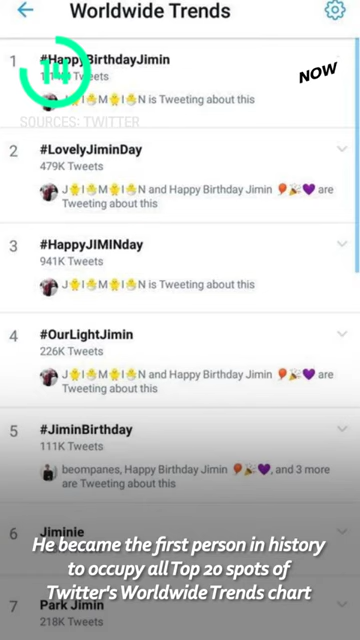 Worldwide Trends
1 #HappyBirthdayJimin
Tweets
NOW
14
M I N is Tweeting about this
SOURCES: TWITTER
2 #LovelyJiminDay
479K Tweets
J🐥I🐣M🐥I🐣N and Happy Birthday Jimin 🎈🎉💜 are
Tweeting about this
3 #HappyJIMINday
941K Tweets
J🐥I🐣M🐥I🐣N is Tweeting about this
4 #OurLightJimin
226K Tweets
J🐥I🐣M🐥I🐣N and Happy Birthday Jimin 🎈🎉💜 are
Tweeting about this
5 #JiminBirthday
111K Tweets
beompanes, Happy Birthday Jimin 🎈🎉💜, and 3 more
are Tweeting about this
6 Jiminie
He became the first person in history
to occupy all Top 20 spots of
Twitter's Worldwide Trends chart
7 Park Jimin
218K Tweets